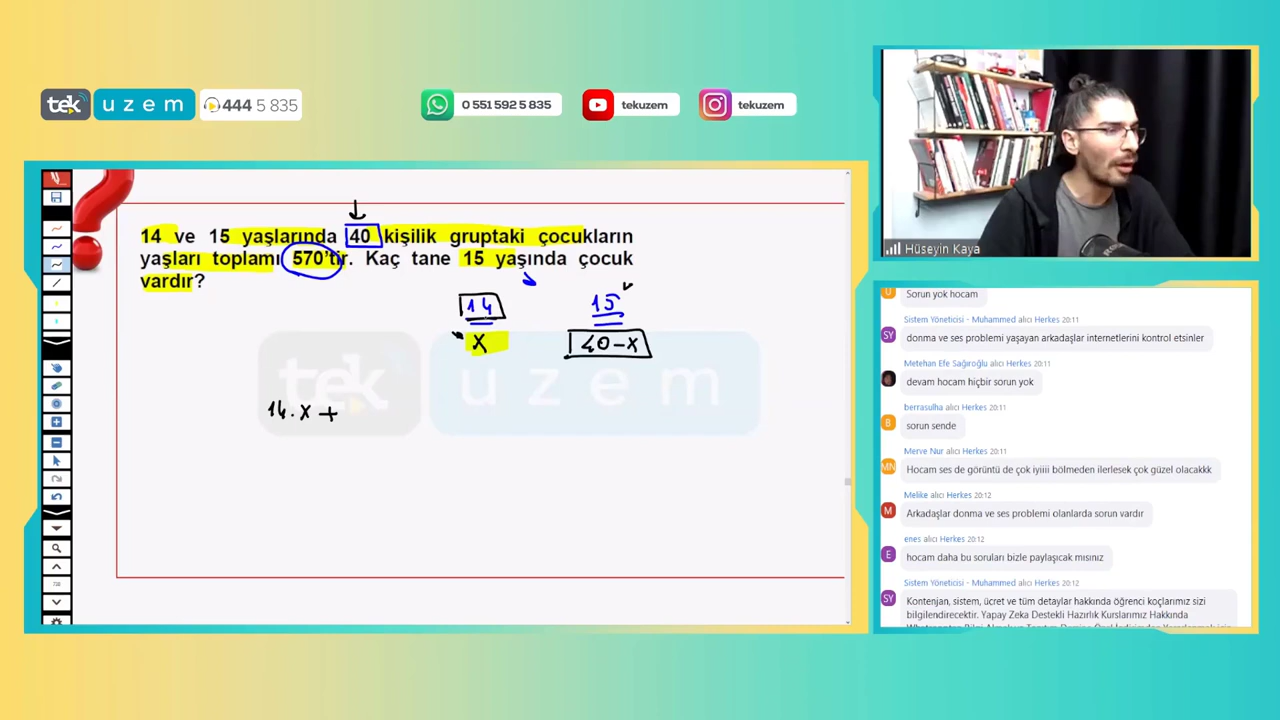 tek uzem 444 5 835
0 551 592 5 835
tekuzem
tekuzem
14 ve 15 yaşlarında 40 kişilik gruptaki çocukların
yaşları toplamı 570'tir. Kaç tane 15 yaşında çocuk
vardır?
14 15
x 40-x
14.x +
tek uzem
Hüseyin Kaya
U
Sorun yok hocam
Sistem Yöneticisi - Muhammed alıcı Herkes 20:11
SY
donma ve ses problemi yaşayan arkadaşlar internetlerini kontrol etsinler
Metehan Efe Sağıroğlu alıcı Herkes 20:11
devam hocam hiçbir sorun yok
berrasulha alıcı Herkes 20:11
B
sorun sende
Merve Nur alıcı Herkes 20:11
MN
Hocam ses de görüntü de çok iyiiii bölmeden ilerlesek çok güzel olacakkk
Melike alıcı Herkes 20:12
M
Arkadaşlar donma ve ses problemi olanlarda sorun vardır
enes alıcı Herkes 20:12
E
hocam daha bu soruları bizle paylaşıcak mısınız
Sistem Yöneticisi - Muhammed alıcı Herkes 20:12
SY
Kontenjan, sistem, ücret ve tüm detaylar hakkında öğrenci koçlarımız sizi
bilgilendirecektir. Yapay Zeka Destekli Hazırlık Kurslarımız Hakkında